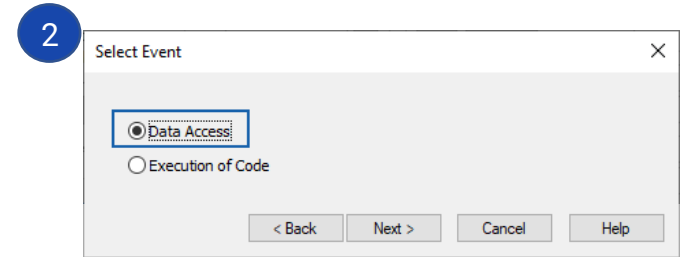 2
Select Event
Data Access
Execution of Code
< Back Next > Cancel Help